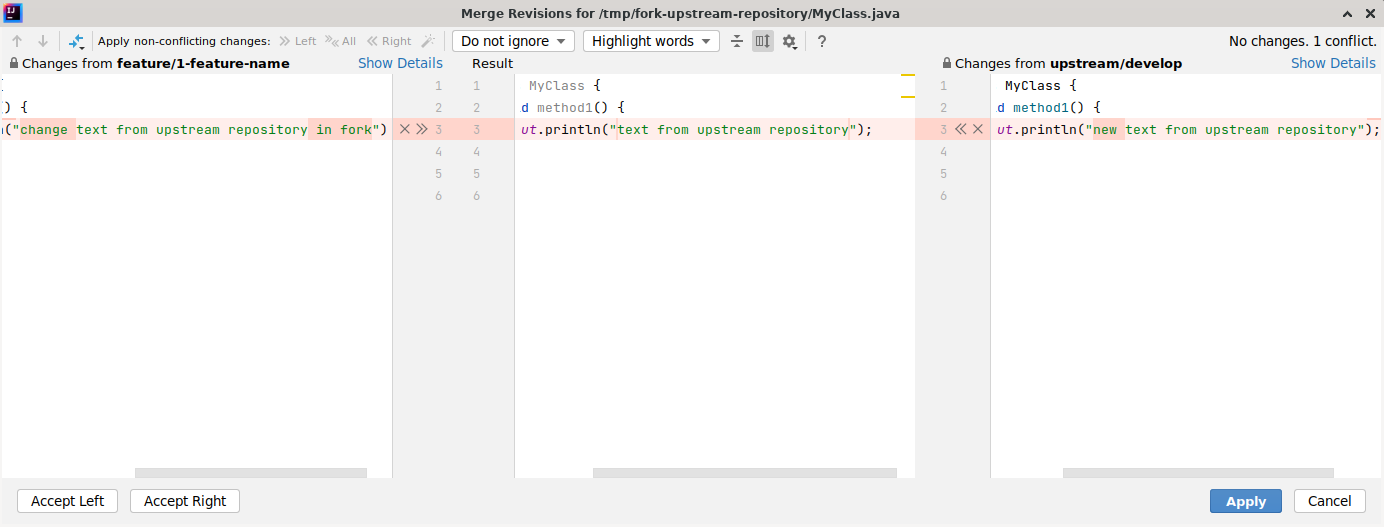 IJ
Merge Revisions for /tmp/fork-upstream-repository/MyClass.java
Apply non-conflicting changes: Left All Right Do not ignore Highlight words ? No changes. 1 conflict.
Changes from feature/1-feature-name Show Details Result Changes from upstream/develop Show Details
{ 1 1 MyClass { 1 MyClass {
() { 2 2 d method1() { 2 d method1() {
("change text from upstream repository in fork") 3 3 ut.println("text from upstream repository"); 3 ut.println("new text from upstream repository");
4 4 4
5 5 5
6 6 6
Accept Left Accept Right Apply Cancel